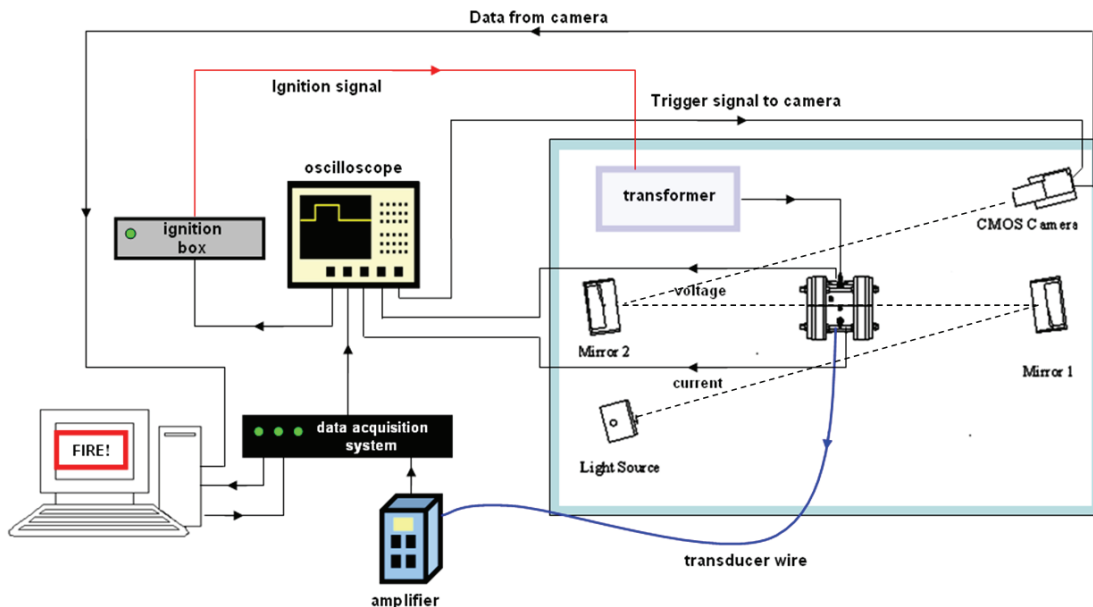 Data from camera
Ignition signal
Trigger signal to camera
oscilloscope
transformer
CMOS Camera
ignition
box
voltage
Mirror 2
Mirror 1
current
data acquisition
system
FIRE!
Light Source
transducer wire
amplifier